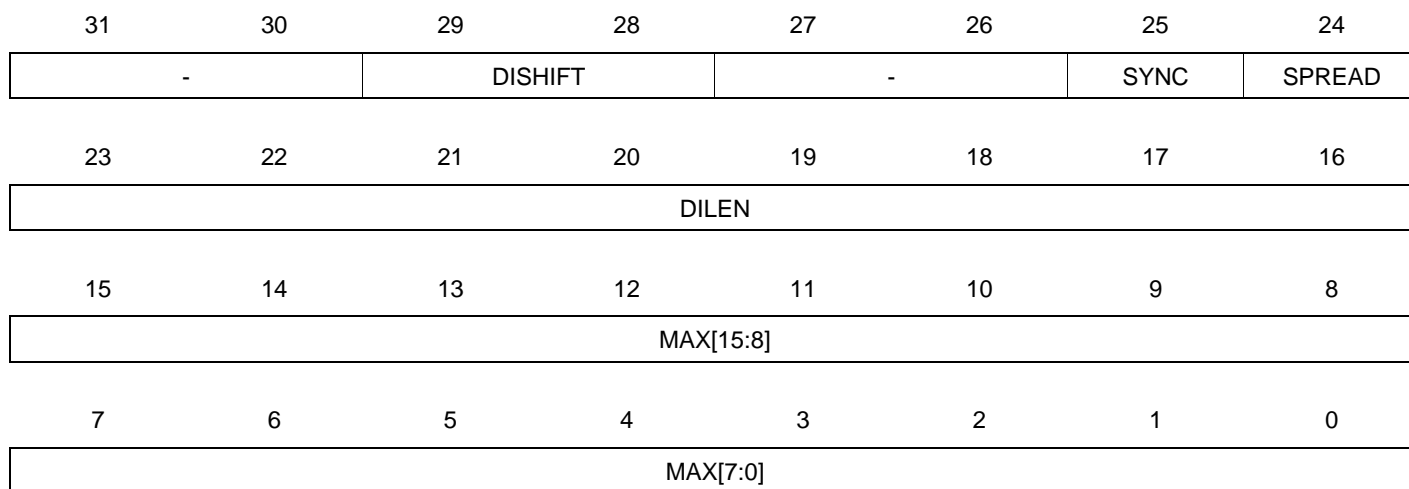 31 30 29 28 27 26 25 24
- DISHIFT - SYNC SPREAD
23 22 21 20 19 18 17 16
DILEN
15 14 13 12 11 10 9 8
MAX[15:8]
7 6 5 4 3 2 1 0
MAX[7:0]